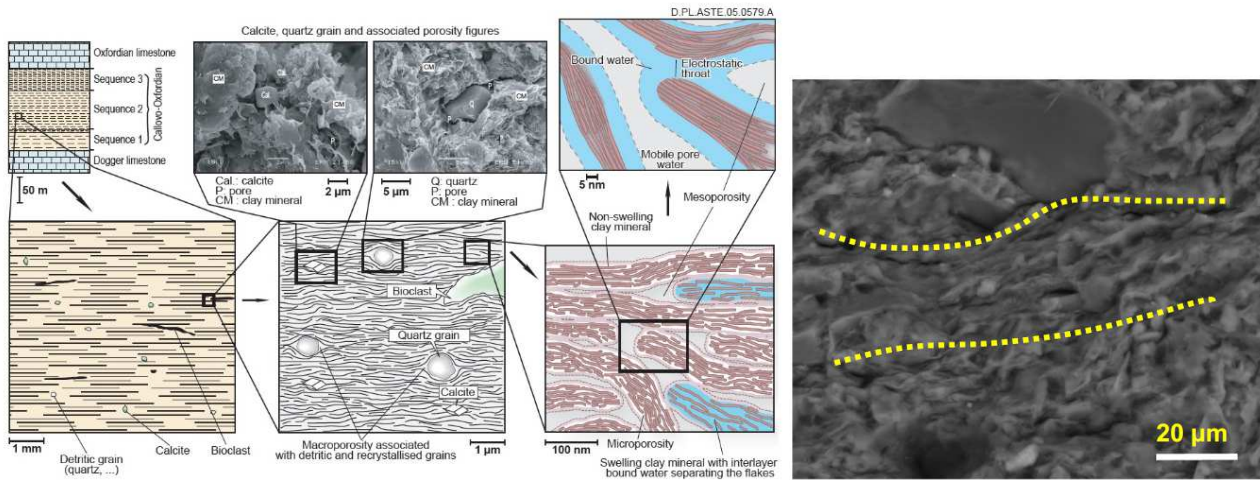 D.PL.ASTE.05.0579.A
Calcite, quartz grain and associated porosity figures
Oxfordian limestone
Sequence 3
Sequence 2
Sequence 1
Callovo-Oxfordian
Dogger limestone
50 m
CM
Cal
CM
Cal
CM
P
P
CM
Q
CM
P
Cal.: calcite
P: pore
CM : clay mineral
2 µm
5 µm
Q: quartz
P: pore
CM : clay mineral
Bound water
Electrostatic
throat
Mobile pore
water
5 nm
Mesoporosity
Non-swelling
clay mineral
Bioclast
Quartz grain
Calcite
1 mm
Detritic grain
(quartz, ...)
Calcite
Bioclast
Macroporosity associated
with detritic and recrystallised grains
1 µm
100 nm
Microporosity
Swelling clay mineral with interlayer
bound water separating the flakes
20 µm